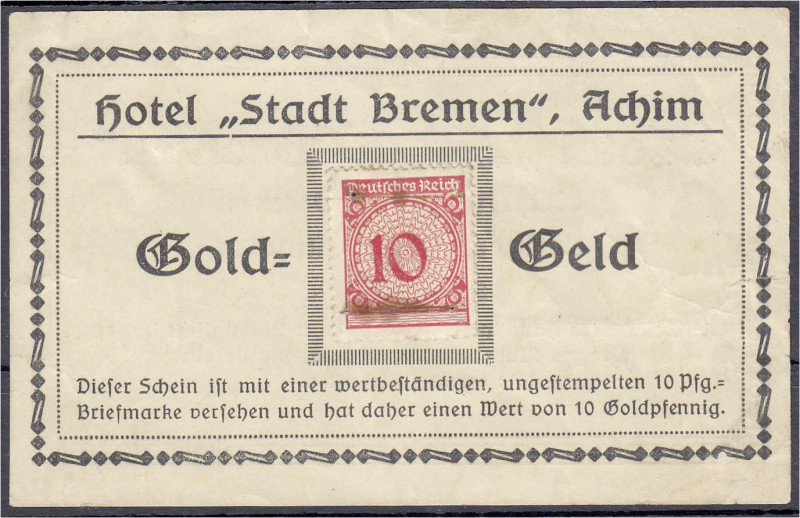 Hotel „Stadt Bremen“, Achim
Deutsches Reich
Gold= 10 Geld
Dieser Schein ist mit einer wertbeständigen, ungestempelten 10 Pfg.=
Briefmarke versehen und hat daher einen Wert von 10 Goldpfennig.